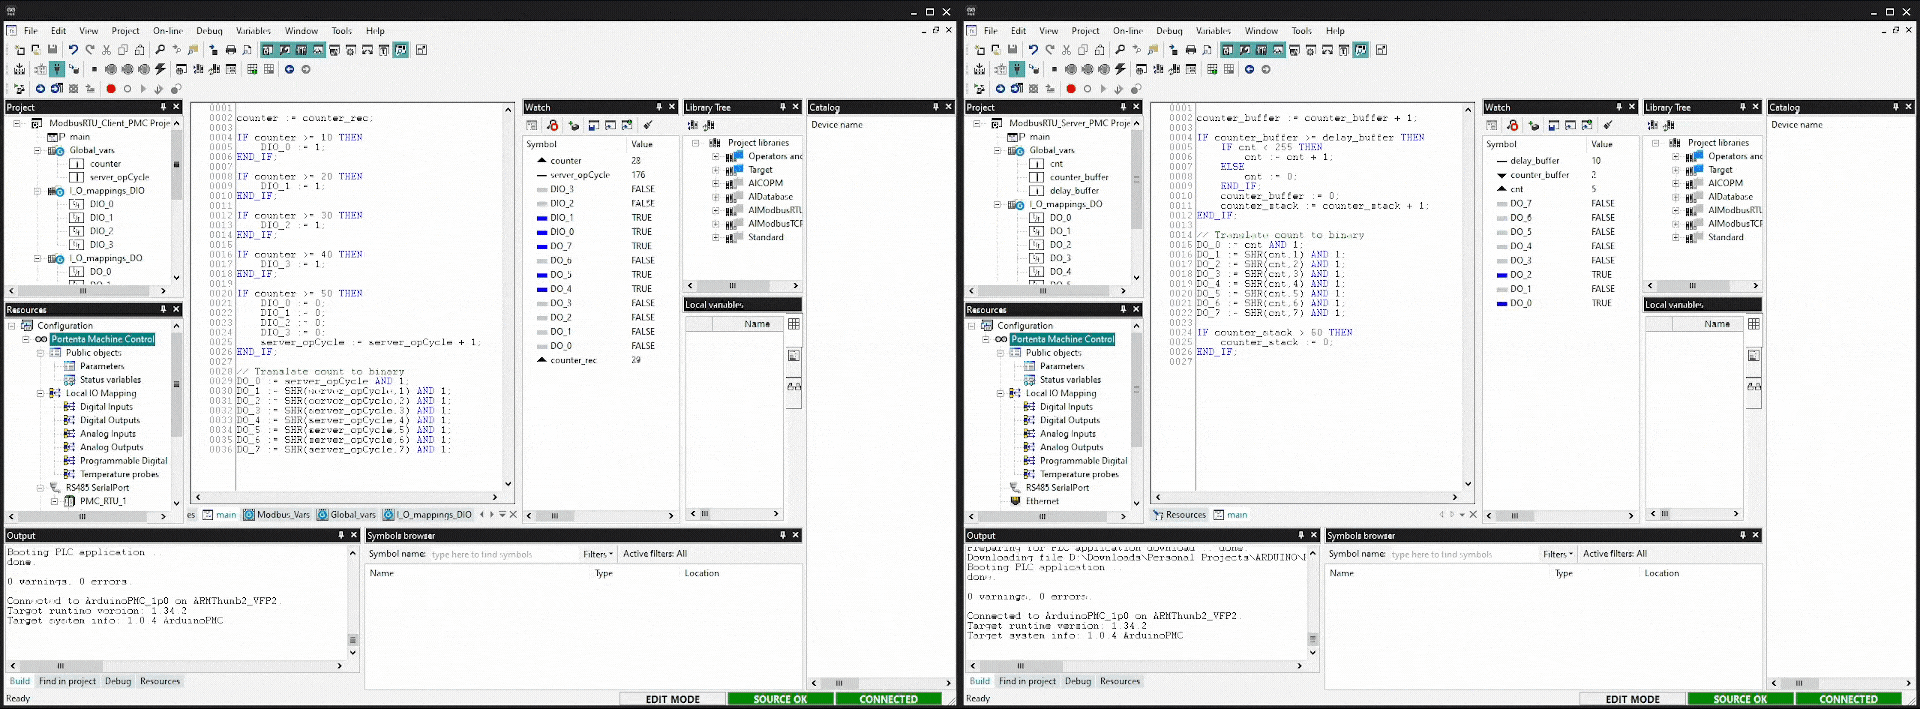 File Edit View Project On-line Debug Variables Window Tools Help
Project
ModbusRTU_Client_PMC Proje
main
Global_vars
counter
server_opCycle
I_O_mappings_DIO
DIO_0
DIO_1
DIO_2
DIO_3
I_O_mappings_DO
DO_0
Resources
Configuration
Portenta Machine Control
Public objects
Parameters
Status variables
Local IO Mapping
Digital Inputs
Digital Outputs
Analog Inputs
Analog Outputs
Programmable Digital
Temperature probes
RS485 SerialPort
PMC_RTU_1
0001
0002 counter := counter_rec;
0003
0004 IF counter >= 10 THEN
0005 DIO_0 := 1;
0006 END_IF;
0007
0008 IF counter >= 20 THEN
0009 DIO_1 := 1;
0010 END_IF;
0011
0012 IF counter >= 30 THEN
0013 DIO_2 := 1;
0014 END_IF;
0015
0016 IF counter >= 40 THEN
0017 DIO_3 := 1;
0018 END_IF;
0019
0020 IF counter >= 50 THEN
0021 DIO_0 := 0;
0022 DIO_1 := 0;
0023 DIO_2 := 0;
0024 DIO_3 := 0;
0025 server_opCycle := server_opCycle + 1;
0026 END_IF;
0027
0028 // Translate count to binary
0029 DO_0 := server_opCycle AND 1;
0030 DO_1 := SHR(server_opCycle,1) AND 1;
0031 DO_2 := SHR(server_opCycle,2) AND 1;
0032 DO_3 := SHR(server_opCycle,3) AND 1;
0033 DO_4 := SHR(server_opCycle,4) AND 1;
0034 DO_5 := SHR(server_opCycle,5) AND 1;
0035 DO_6 := SHR(server_opCycle,6) AND 1;
0036 DO_7 := SHR(server_opCycle,7) AND 1;
es main Modbus_Vars Global_vars I_O_mappings_DIO
Watch
Symbol Value
counter 28
server_opCycle 176
DIO_3 FALSE
DIO_2 FALSE
DIO_1 TRUE
DIO_0 TRUE
DO_7 TRUE
DO_6 FALSE
DO_5 TRUE
DO_4 TRUE
DO_3 FALSE
DO_2 FALSE
DO_1 FALSE
DO_0 FALSE
counter_rec 29
Library Tree
Project libraries
Operators and
Target
AICOPM
AIDatabase
AIModbusRTU
AIModbusTCP
Standard
Local variables
Name
Catalog
Device name
Output
Booting PLC application ..
done.
0 warnings, 0 errors.
Connected to ArduinoPMC_1p0 on ARMThumb2_VFP2.
Target runtime version: 1.34.2
Target system info: 1.0.4 ArduinoPMC
Build Find in project Debug Resources
Symbols browser
Symbol name: type here to find symbols Filters Active filters: All
Name Type Location
Ready EDIT MODE SOURCE OK CONNECTED
File Edit View Project On-line Debug Variables Window Tools Help
Project
ModbusRTU_Server_PMC Proje
main
Global_vars
cnt
counter_buffer
delay_buffer
I_O_mappings_DO
DO_0
DO_1
DO_2
DO_3
DO_4
Resources
Configuration
Portenta Machine Control
Public objects
Parameters
Status variables
Local IO Mapping
Digital Inputs
Digital Outputs
Analog Inputs
Analog Outputs
Programmable Digital
Temperature probes
RS485 SerialPort
Ethernet
0001
0002 counter_buffer := counter_buffer + 1;
0003
0004 IF counter_buffer >= delay_buffer THEN
0005 IF cnt < 255 THEN
0006 cnt := cnt + 1;
0007 ELSE
0008 cnt := 0;
0009 END_IF;
0010 counter_buffer := 0;
0011 counter_stack := counter_stack + 1;
0012 END_IF;
0013
0014 // Translate count to binary
0015 DO_0 := cnt AND 1;
0016 DO_1 := SHR(cnt,1) AND 1;
0017 DO_2 := SHR(cnt,2) AND 1;
0018 DO_3 := SHR(cnt,3) AND 1;
0019 DO_4 := SHR(cnt,4) AND 1;
0020 DO_5 := SHR(cnt,5) AND 1;
0021 DO_6 := SHR(cnt,6) AND 1;
0022 DO_7 := SHR(cnt,7) AND 1;
0023
0024 IF counter_stack > 50 THEN
0025 counter_stack := 0;
0026 END_IF;
0027
Resources main
Watch
Symbol Value
delay_buffer 10
counter_buffer 2
cnt 5
DO_7 FALSE
DO_6 FALSE
DO_5 FALSE
DO_4 FALSE
DO_3 FALSE
DO_2 TRUE
DO_1 FALSE
DO_0 TRUE
Library Tree
Project libraries
Operators and
Target
AICOPM
AIDatabase
AIModbusRTU
AIModbusTCP
Standard
Local variables
Name
Catalog
Device name
Output
Preparing for PLC application download .. done.
Downloading file D:\Downloads\Personal Projects\ARDUINO\
Booting PLC application ..
done.
0 warnings, 0 errors.
Connected to ArduinoPMC_1p0 on ARMThumb2_VFP2.
Target runtime version: 1.34.2
Target system info: 1.0.4 ArduinoPMC
Build Find in project Debug Resources
Symbols browser
Symbol name: type here to find symbols Filters Active filters: All
Name Type Location
Ready EDIT MODE SOURCE OK CONNECTED